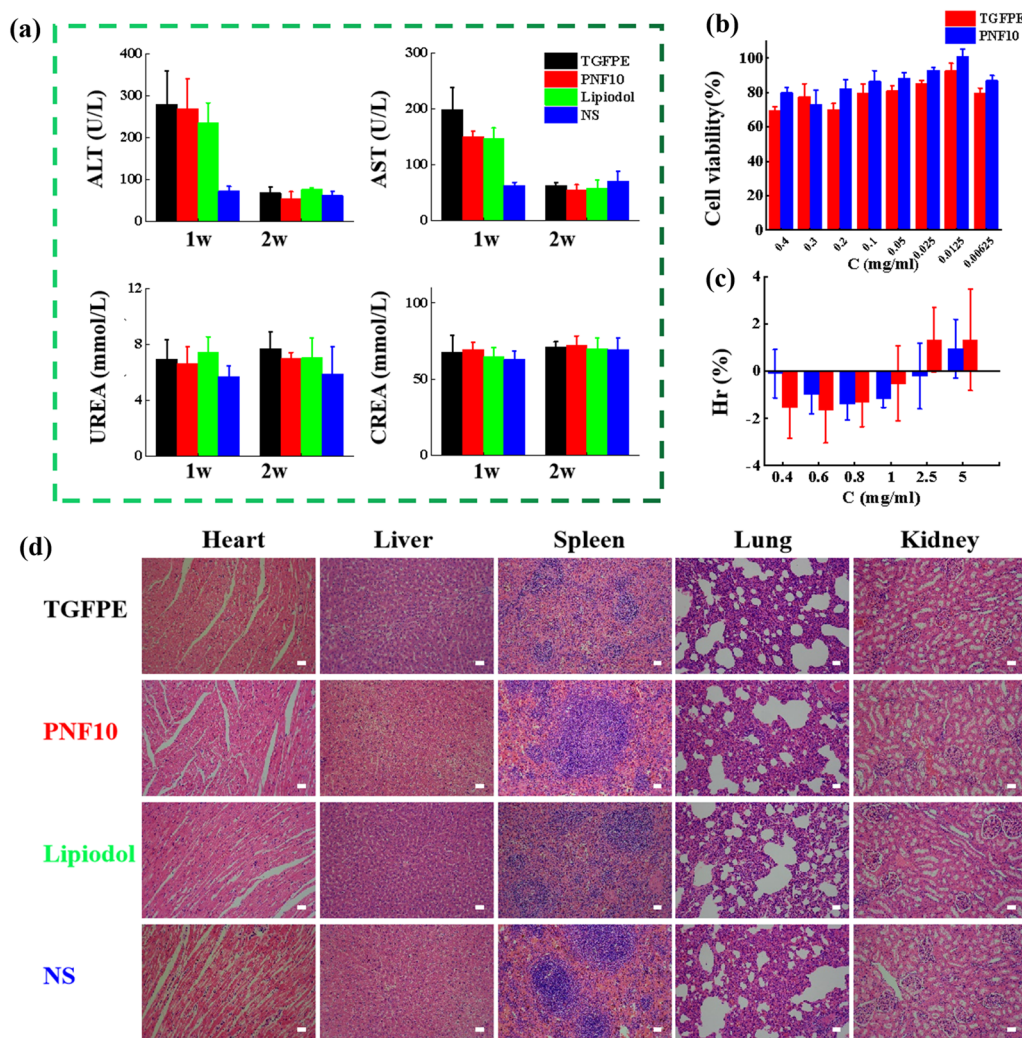 (a)
400
300
200
100
0
ALT (U/L)
1w 2w
300
200
100
0
AST (U/L)
1w 2w
TGFPE
PNF10
Lipiodol
NS
12
8
4
0
UREA (mmol/L)
1w 2w
100
50
0
CREA (mmol/L)
1w 2w
(b)
TGFPE
PNF10
100
80
60
40
20
0
Cell viability(%)
0.4 0.3 0.2 0.1 0.05 0.025 0.0125 0.00625
C (mg/ml)
(c)
4
2
0
-2
-4
Hr (%)
0.4 0.6 0.8 1 2.5 5
C (mg/ml)
(d)
Heart Liver Spleen Lung Kidney
TGFPE
PNF10
Lipiodol
NS